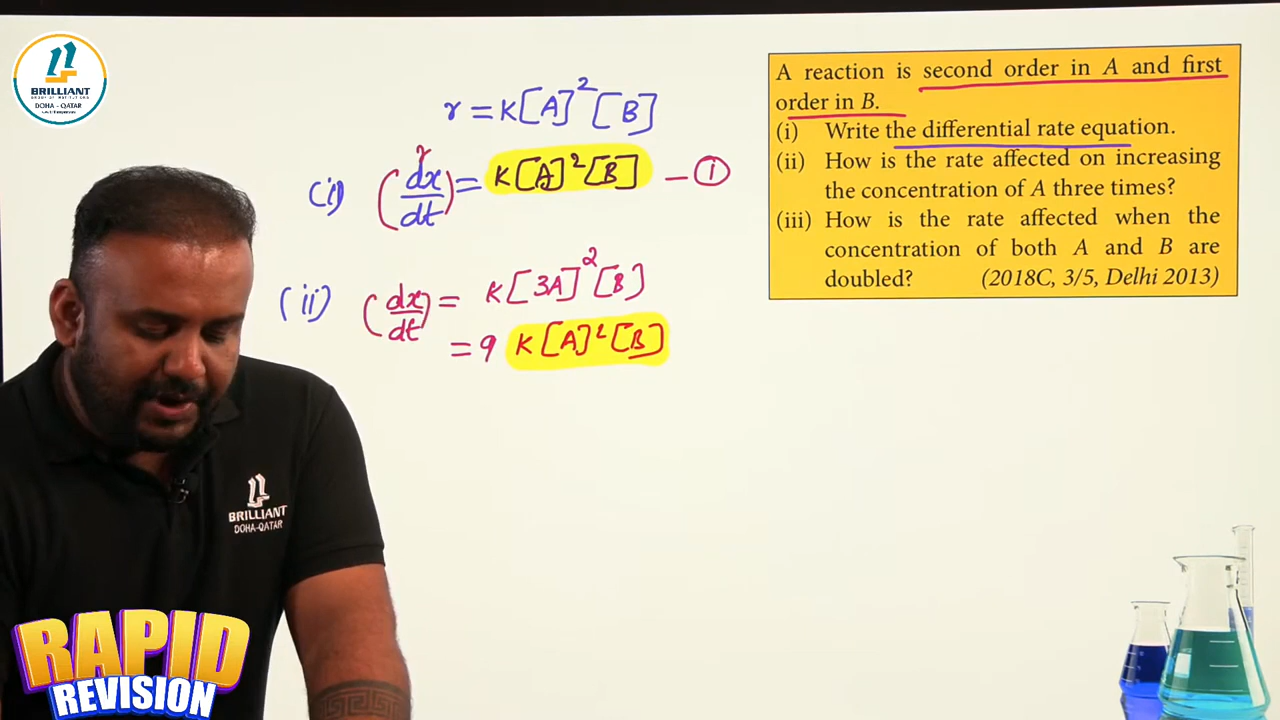 BRILLIANT
GROUP OF INSTITUTIONS
DOHA - QATAR
r = K[A]²[B]
(i) (dx/dt) = K[A]²[B] — ①
(ii) (dx/dt) = K[3A]²[B]
= 9 K[A]²[B]
A reaction is second order in A and first
order in B.
(i) Write the differential rate equation.
(ii) How is the rate affected on increasing
the concentration of A three times?
(iii) How is the rate affected when the
concentration of both A and B are
doubled? (2018C, 3/5, Delhi 2013)
BRILLIANT
DOHA-QATAR
RAPID
REVISION